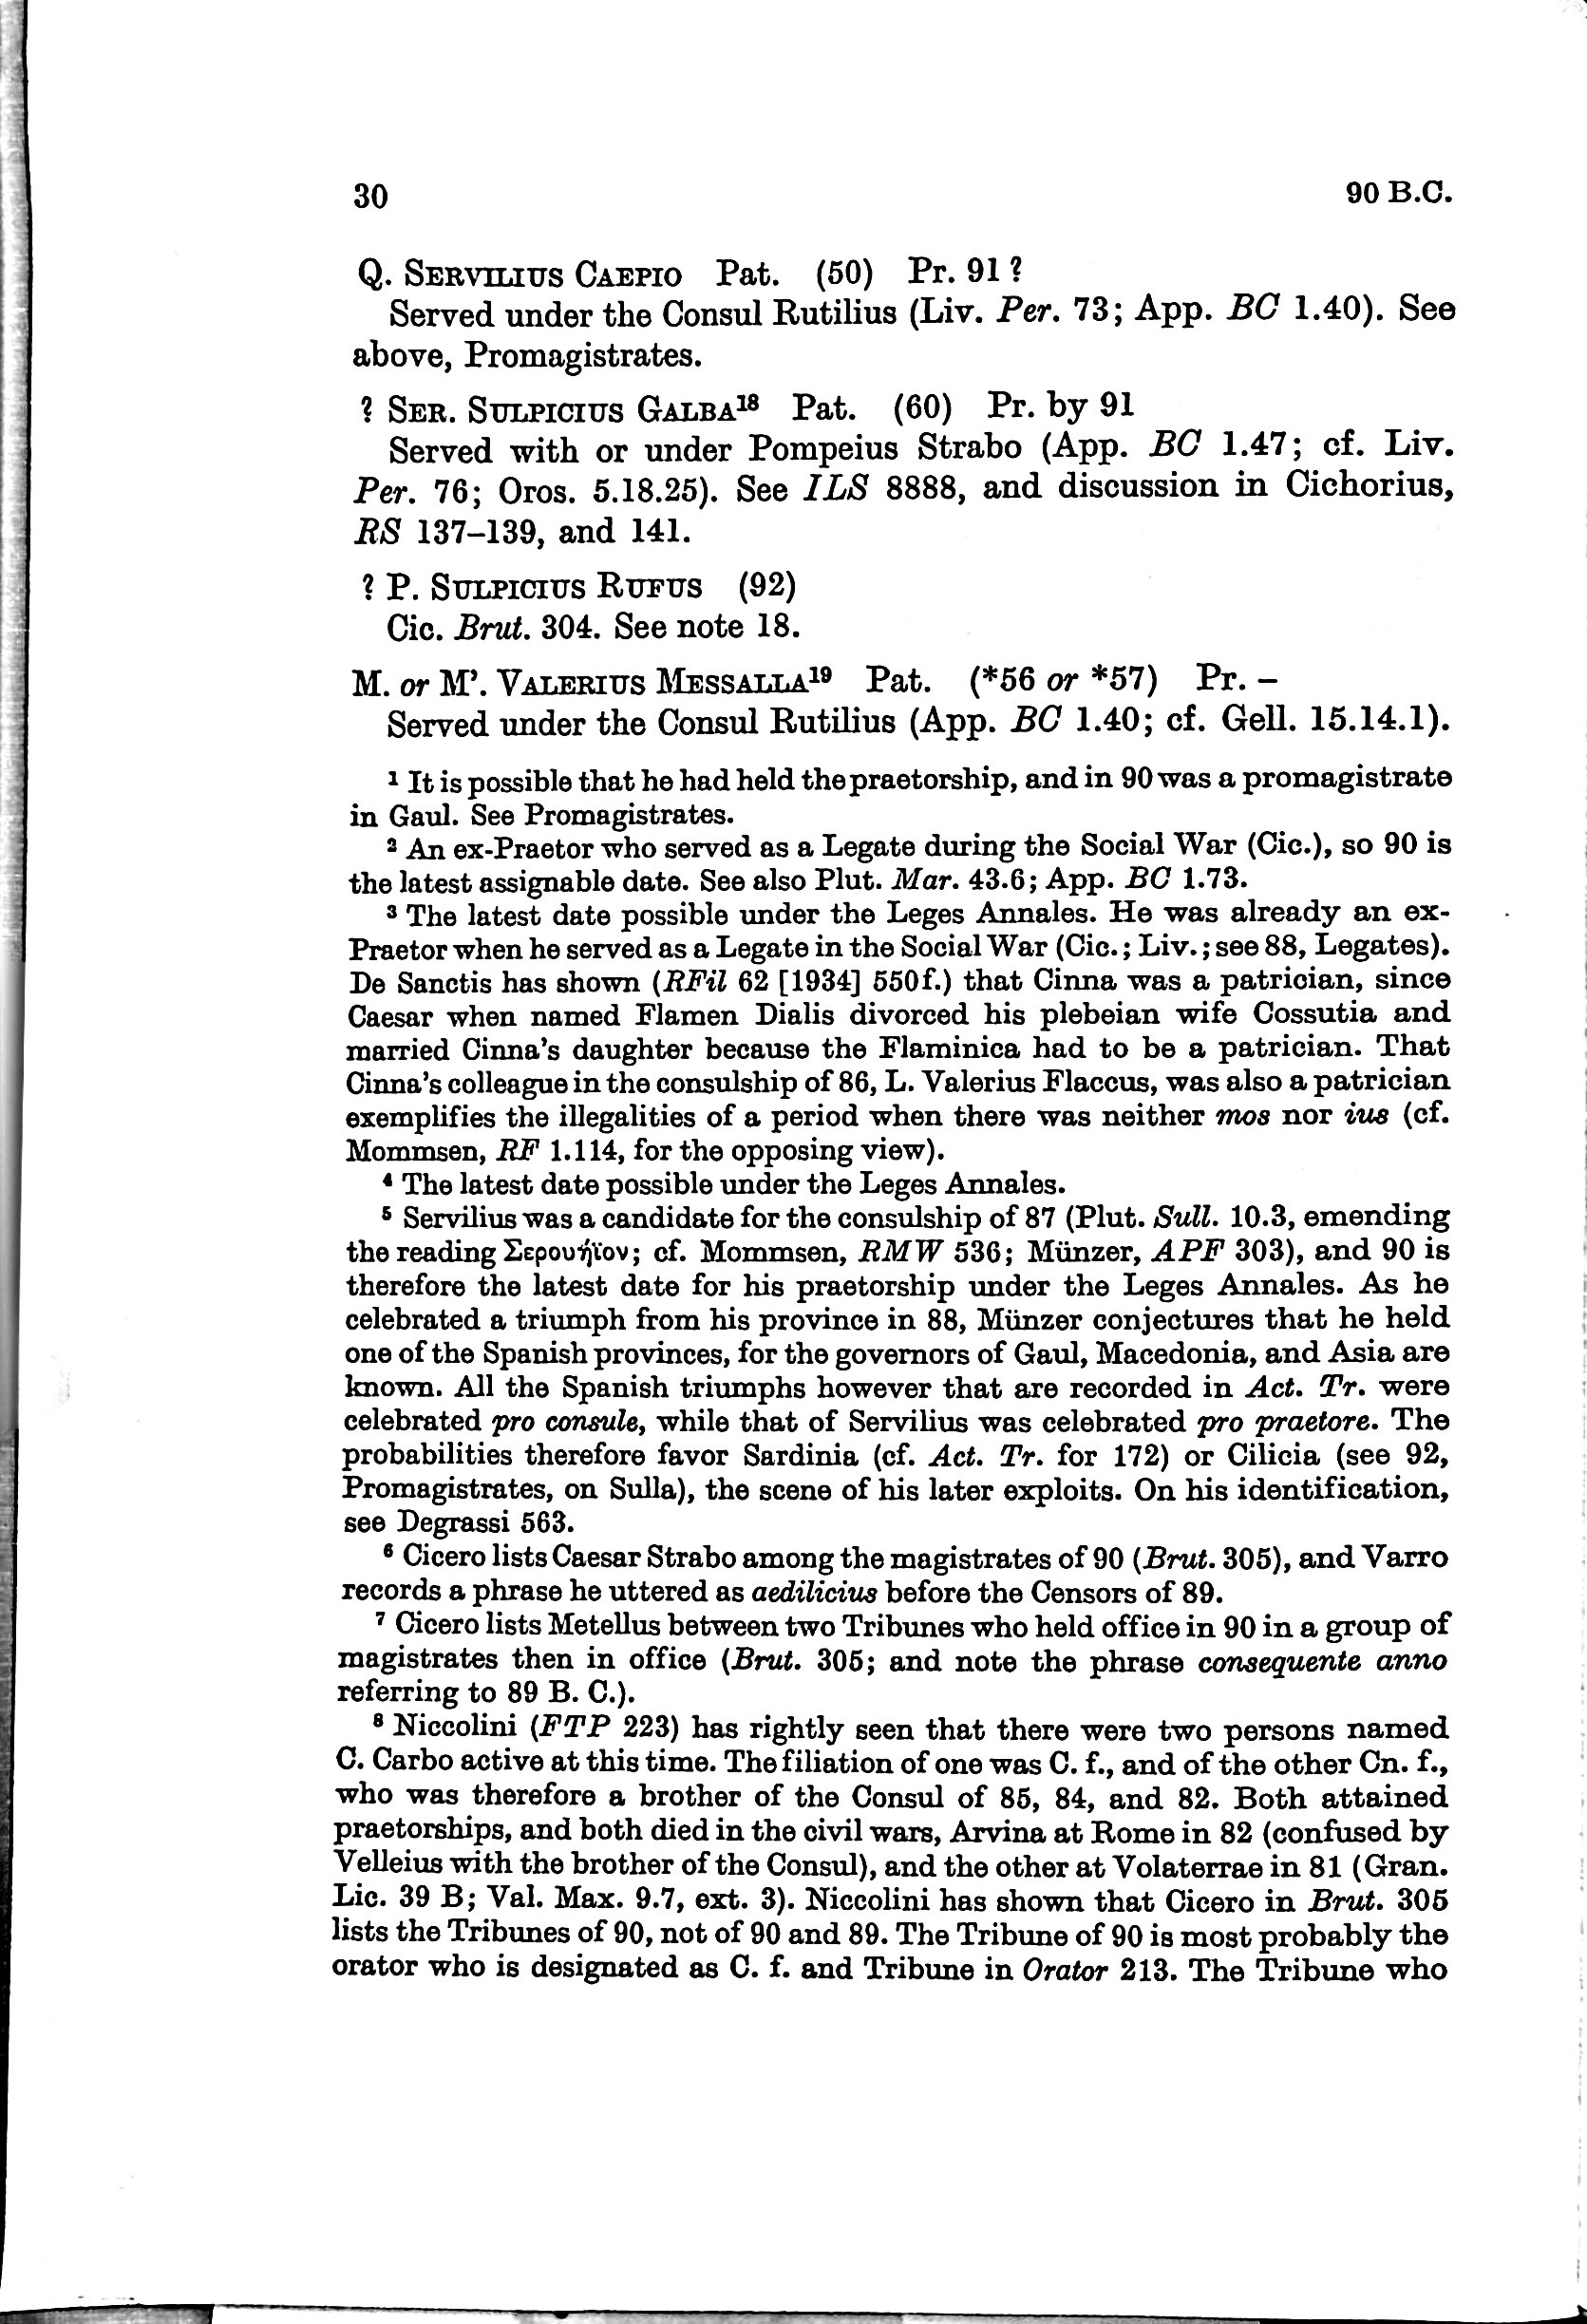 30 90 B.C.
Q. SERVILIUS CAEPIO Pat. (50) Pr. 91 ?
Served under the Consul Rutilius (Liv. Per. 73; App. BC 1.40). See
above, Promagistrates.
? SER. SULPICIUS GALBA¹⁸ Pat. (60) Pr. by 91
Served with or under Pompeius Strabo (App. BC 1.47; cf. Liv.
Per. 76; Oros. 5.18.25). See ILS 8888, and discussion in Cichorius,
RS 137–139, and 141.
? P. SULPICIUS RUFUS (92)
Cic. Brut. 304. See note 18.
M. or M’. VALERIUS MESSALLA¹⁹ Pat. (*56 or *57) Pr. –
Served under the Consul Rutilius (App. BC 1.40; cf. Gell. 15.14.1).
¹ It is possible that he had held the praetorship, and in 90 was a promagistrate
in Gaul. See Promagistrates.
² An ex-Praetor who served as a Legate during the Social War (Cic.), so 90 is
the latest assignable date. See also Plut. Mar. 43.6; App. BC 1.73.
³ The latest date possible under the Leges Annales. He was already an ex-
Praetor when he served as a Legate in the Social War (Cic.; Liv.; see 88, Legates).
De Sanctis has shown (RFil 62 [1934] 550f.) that Cinna was a patrician, since
Caesar when named Flamen Dialis divorced his plebeian wife Cossutia and
married Cinna’s daughter because the Flaminica had to be a patrician. That
Cinna’s colleague in the consulship of 86, L. Valerius Flaccus, was also a patrician
exemplifies the illegalities of a period when there was neither mos nor ius (cf.
Mommsen, RF 1.114, for the opposing view).
⁴ The latest date possible under the Leges Annales.
⁵ Servilius was a candidate for the consulship of 87 (Plut. Sull. 10.3, emending
the reading Σερουήϊον; cf. Mommsen, RMW 536; Münzer, APF 303), and 90 is
therefore the latest date for his praetorship under the Leges Annales. As he
celebrated a triumph from his province in 88, Münzer conjectures that he held
one of the Spanish provinces, for the governors of Gaul, Macedonia, and Asia are
known. All the Spanish triumphs however that are recorded in Act. Tr. were
celebrated pro consule, while that of Servilius was celebrated pro praetore. The
probabilities therefore favor Sardinia (cf. Act. Tr. for 172) or Cilicia (see 92,
Promagistrates, on Sulla), the scene of his later exploits. On his identification,
see Degrassi 563.
⁶ Cicero lists Caesar Strabo among the magistrates of 90 (Brut. 305), and Varro
records a phrase he uttered as aedilicius before the Censors of 89.
⁷ Cicero lists Metellus between two Tribunes who held office in 90 in a group of
magistrates then in office (Brut. 305; and note the phrase consequente anno
referring to 89 B. C.).
⁸ Niccolini (FTP 223) has rightly seen that there were two persons named
C. Carbo active at this time. The filiation of one was C. f., and of the other Cn. f.,
who was therefore a brother of the Consul of 85, 84, and 82. Both attained
praetorships, and both died in the civil wars, Arvina at Rome in 82 (confused by
Velleius with the brother of the Consul), and the other at Volaterrae in 81 (Gran.
Lic. 39 B; Val. Max. 9.7, ext. 3). Niccolini has shown that Cicero in Brut. 305
lists the Tribunes of 90, not of 90 and 89. The Tribune of 90 is most probably the
orator who is designated as C. f. and Tribune in Orator 213. The Tribune who